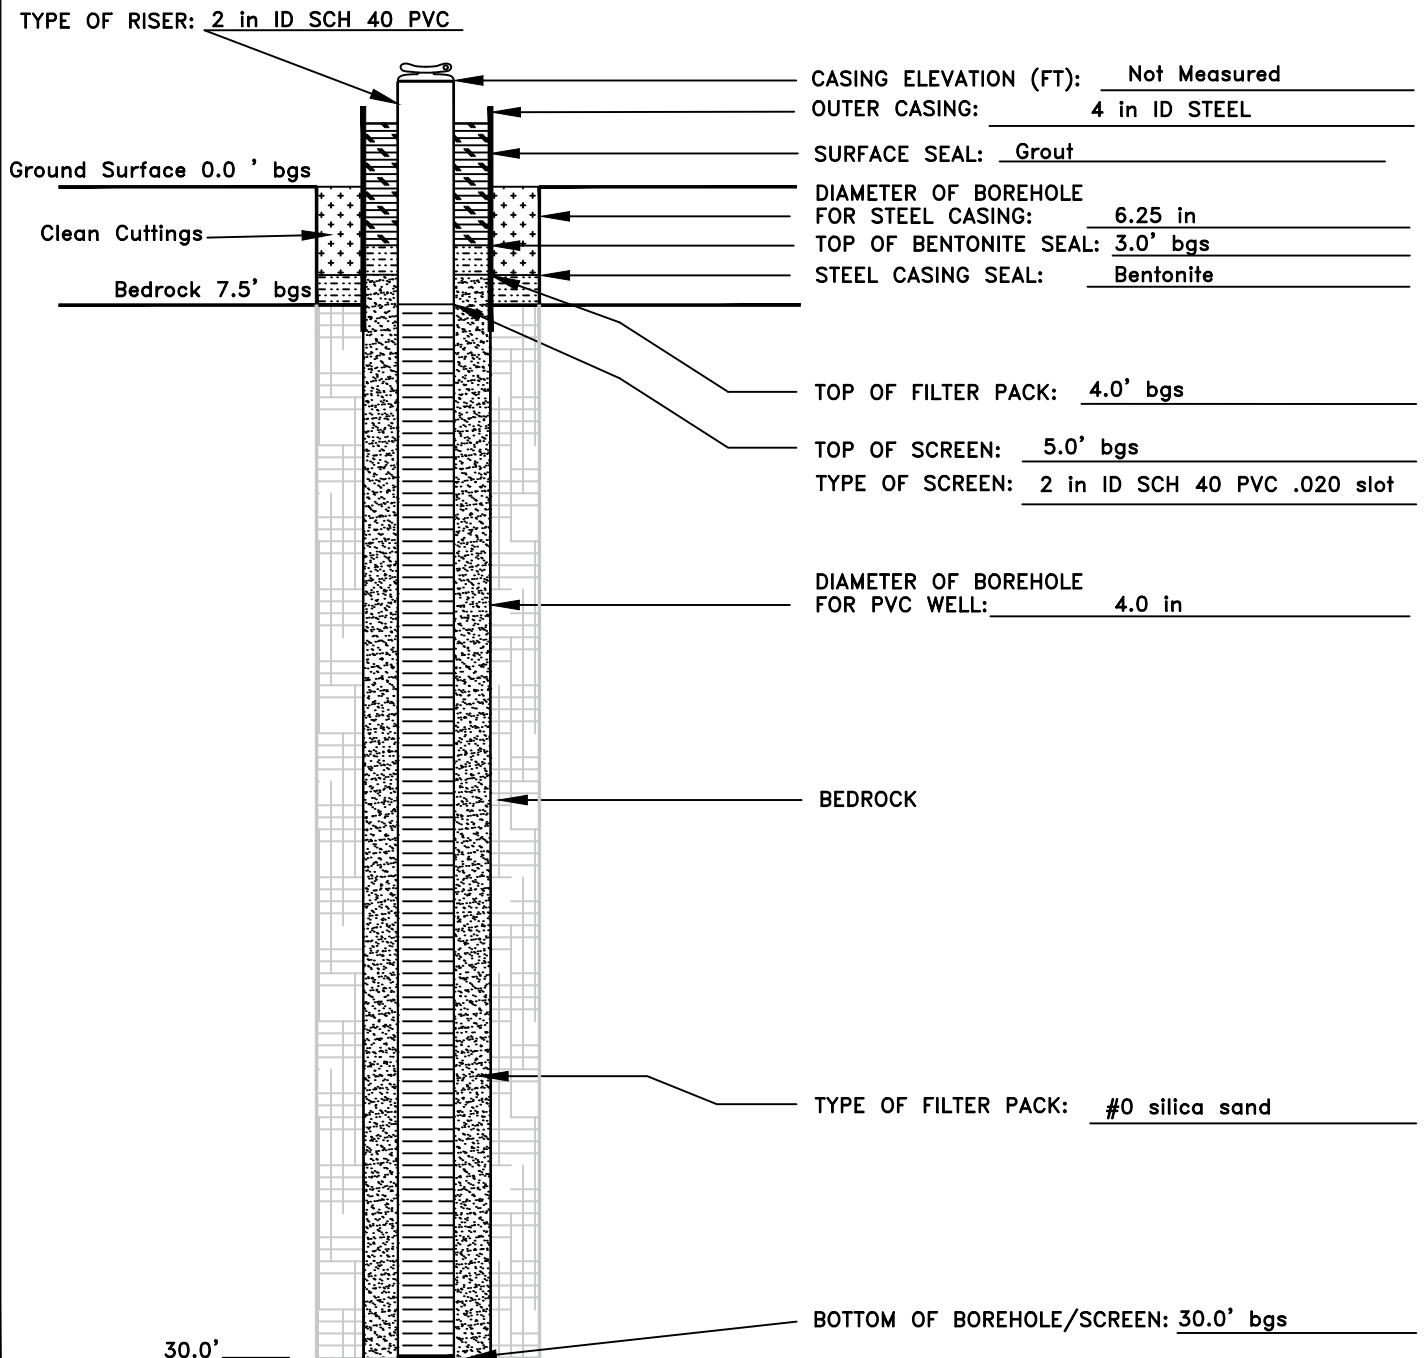 TYPE OF RISER: 2 in ID SCH 40 PVC
CASING ELEVATION (FT): Not Measured
OUTER CASING: 4 in ID STEEL
SURFACE SEAL: Grout
Ground Surface 0.0 ' bgs
DIAMETER OF BOREHOLE
FOR STEEL CASING: 6.25 in
Clean Cuttings
TOP OF BENTONITE SEAL: 3.0' bgs
STEEL CASING SEAL: Bentonite
Bedrock 7.5' bgs
TOP OF FILTER PACK: 4.0' bgs
TOP OF SCREEN: 5.0' bgs
TYPE OF SCREEN: 2 in ID SCH 40 PVC .020 slot
DIAMETER OF BOREHOLE
FOR PVC WELL: 4.0 in
BEDROCK
TYPE OF FILTER PACK: #0 silica sand
BOTTOM OF BOREHOLE/SCREEN: 30.0' bgs
30.0'